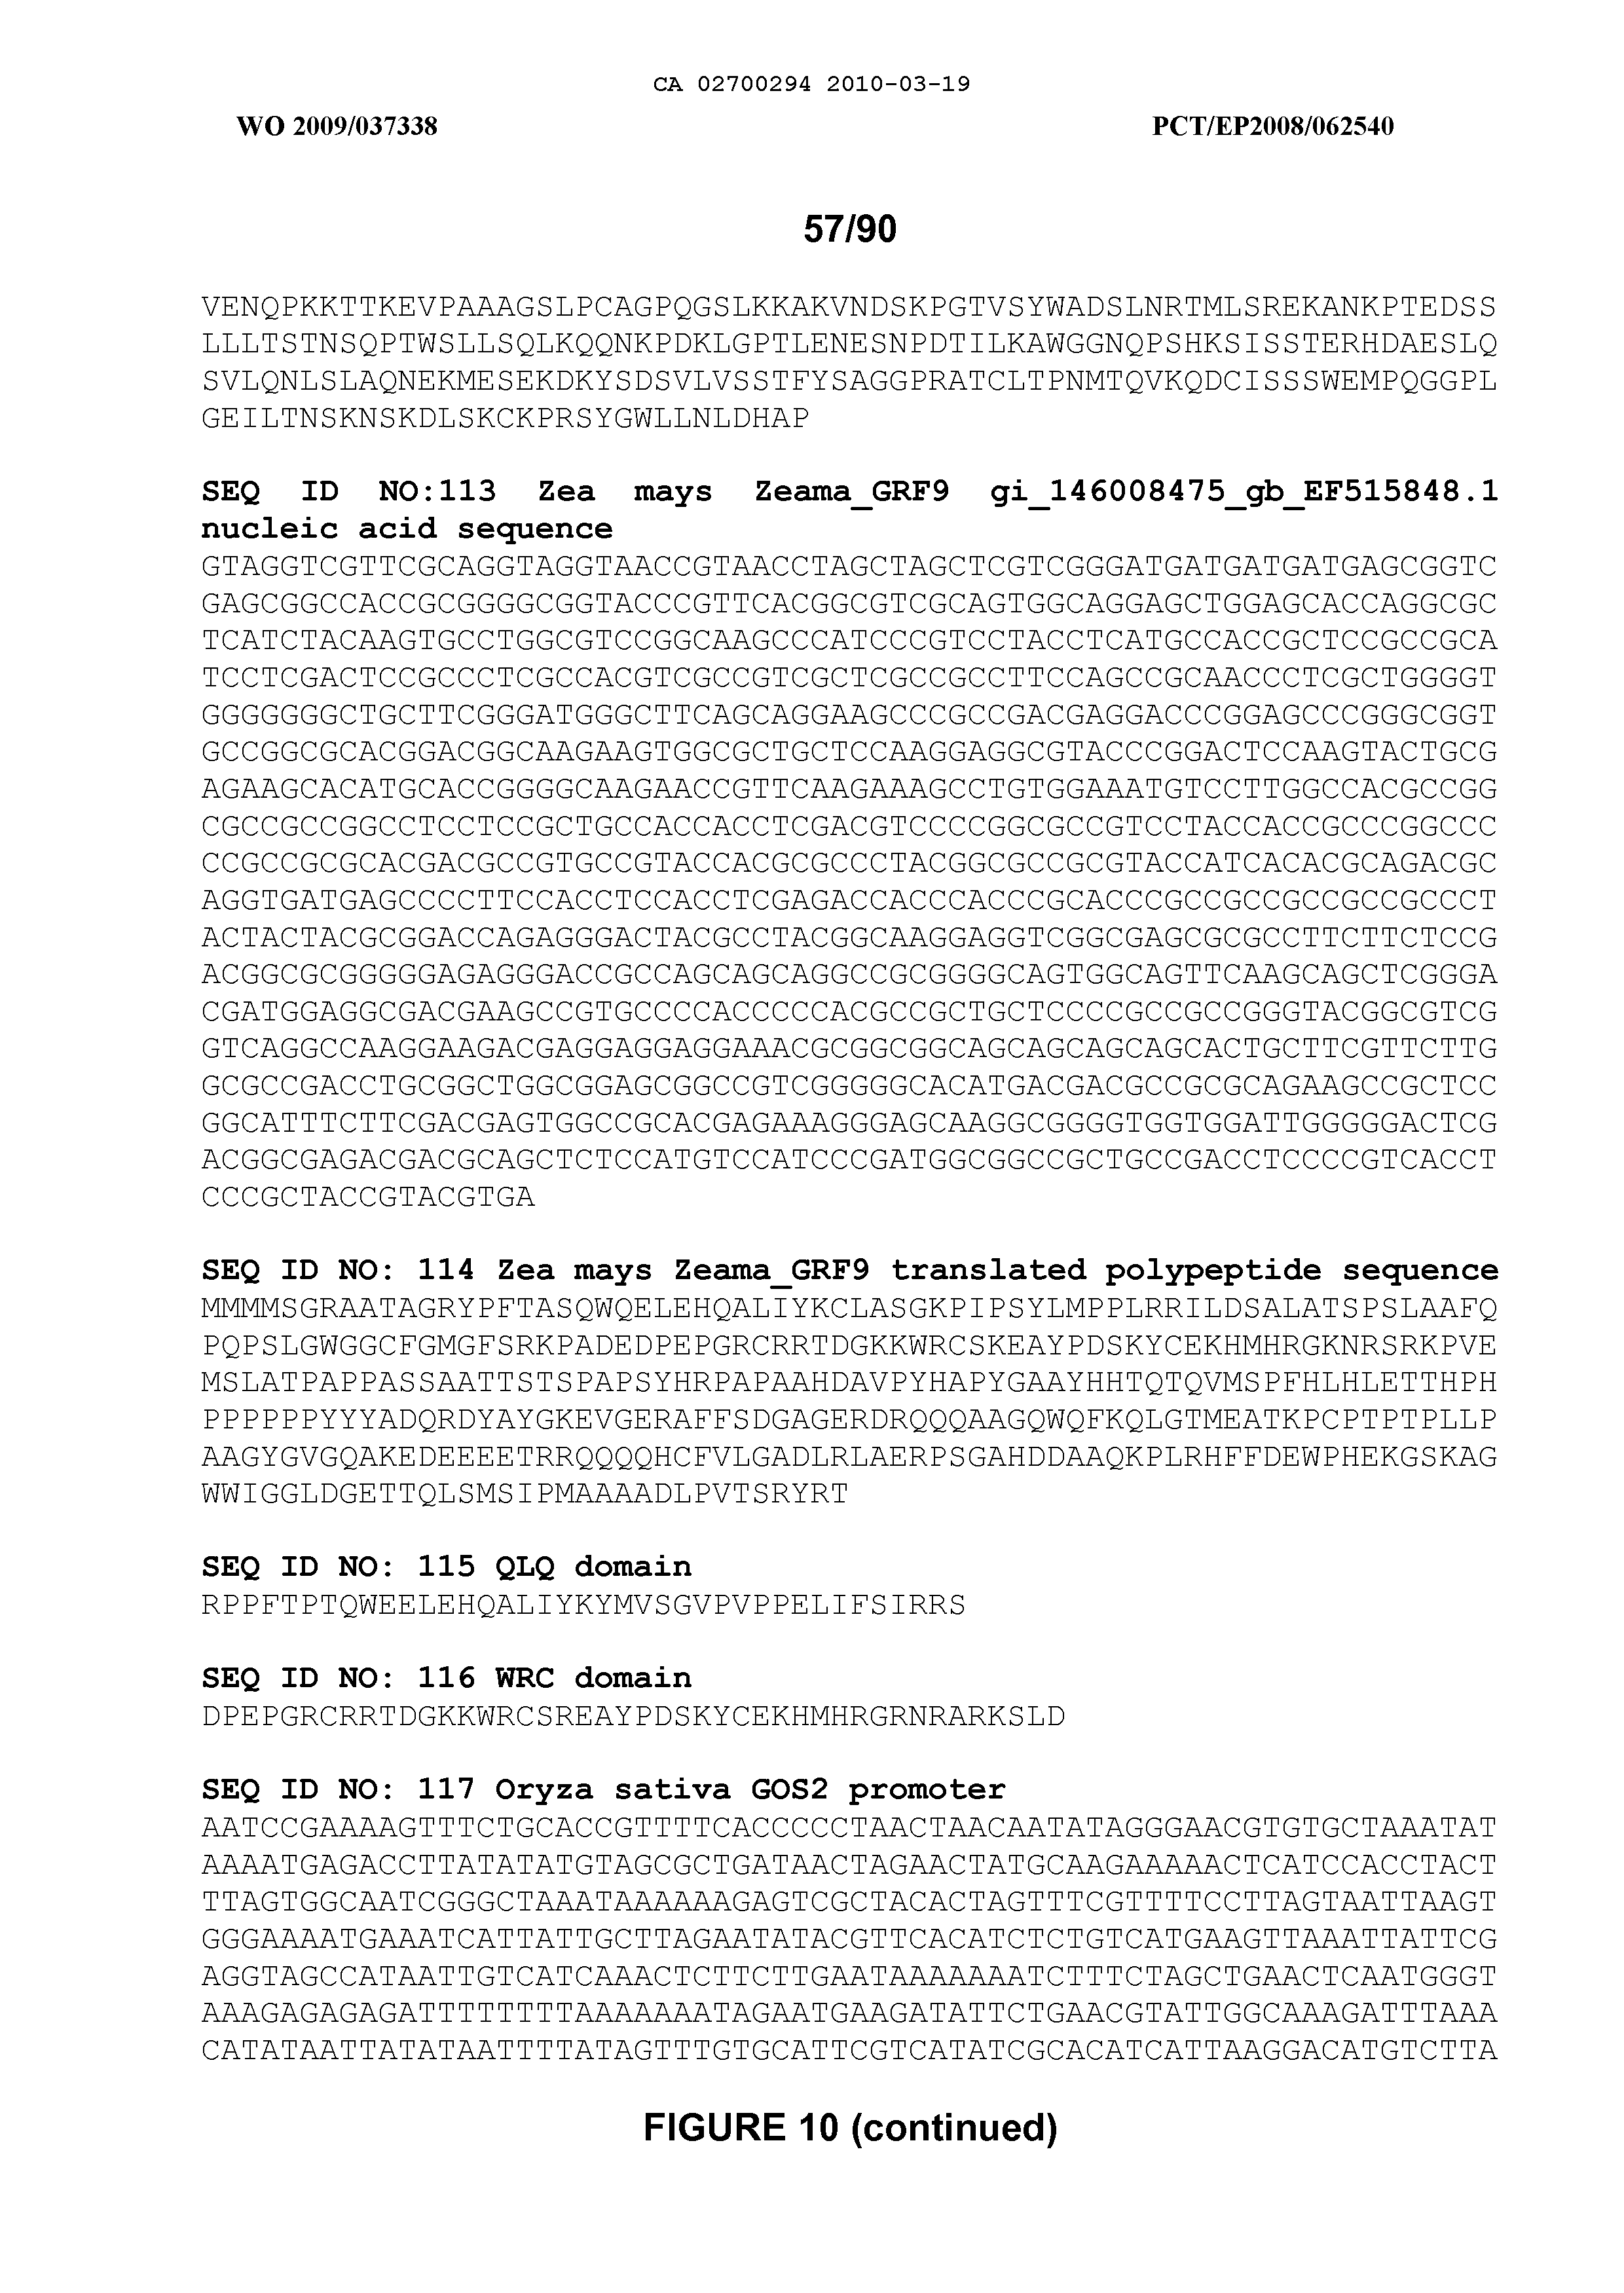 CA 02700294 2010-03-19
WO 2009/037338 PCT/EP2008/062540
57/90
VENQPKKTTKEVPAAAGSLPCAGPQGSLKKAKVNDSKPGTVSYWADSLNRTMLSREKANKPTEDSS
LLLTSTNSQPTWSLLSQLKQQNKPDKLGPTLENESNPDTILKAWGGNQPSHKSISSTERHDAESLQ
SVLQNLSLAQNEKMESEKDKYSDSVLVSSTFYSAGGPRATCLTPNMTQVKQDCISSSWEMPQGGPL
GEILTNSKNSKDLSKCKPRSYGWLLNLDHAP
SEQ ID NO:113 Zea mays Zeama_GRF9 gi_146008475_gb_EF515848.1
nucleic acid sequence
GTAGGTCGTTCGCAGGTAGGTAACCGTAACCTAGCTAGCTCGTCGGGATGATGATGATGAGCGGTC
GAGCGGCCACCGCGGGGCGGTACCCGTTCACGGCGTCGCAGTGGCAGGAGCTGGAGCACCAGGCGC
TCATCTACAAGTGCCTGGCGTCCGGCAAGCCCATCCCGTCCTACCTCATGCCACCGCTCCGCCGCA
TCCTCGACTCCGCCCTCGCCACGTCGCCGTCGCTCGCCGCCTTCCAGCCGCAACCCTCGCTGGGGT
GGGGGGGCTGCTTCGGGATGGGCTTCAGCAGGAAGCCCGCCGACGAGGACCCGGAGCCCGGGCGGT
GCCGGCGCACGGACGGCAAGAAGTGGCGCTGCTCCAAGGAGGCGTACCCGGACTCCAAGTACTGCG
AGAAGCACATGCACCGGGGCAAGAACCGTTCAAGAAAGCCTGTGGAAATGTCCTTGGCCACGCCGG
CGCCGCCGGCCTCCTCCGCTGCCACCACCTCGACGTCCCCGGCGCCGTCCTACCACCGCCCGGCCC
CCGCCGCGCACGACGCCGTGCCGTACCACGCGCCCTACGGCGCCGCGTACCATCACACGCAGACGC
AGGTGATGAGCCCCTTCCACCTCCACCTCGAGACCACCCACCCGCACCCGCCGCCGCCGCCGCCCT
ACTACTACGCGGACCAGAGGGACTACGCCTACGGCAAGGAGGTCGGCGAGCGCGCCTTCTTCTCCG
ACGGCGCGGGGGAGAGGGACCGCCAGCAGCAGGCCGCGGGGCAGTGGCAGTTCAAGCAGCTCGGGA
CGATGGAGGCGACGAAGCCGTGCCCCACCCCCACGCCGCTGCTCCCCGCCGCCGGGTACGGCGTCG
GTCAGGCCAAGGAAGACGAGGAGGAGGAAACGCGGCGGCAGCAGCAGCAGCACTGCTTCGTTCTTG
GCGCCGACCTGCGGCTGGCGGAGCGGCCGTCGGGGGCACATGACGACGCCGCGCAGAAGCCGCTCC
GGCATTTCTTCGACGAGTGGCCGCACGAGAAAGGGAGCAAGGCGGGGTGGTGGATTGGGGGACTCG
ACGGCGAGACGACGCAGCTCTCCATGTCCATCCCGATGGCGGCCGCTGCCGACCTCCCCGTCACCT
CCCGCTACCGTACGTGA
SEQ ID NO: 114 Zea mays Zeama_GRF9 translated polypeptide sequence
MMMMSGRAATAGRYPFTASQWQELEHQALIYKCLASGKPIPSYLMPPLRRILDSALATSPSLAAFQ
PQPSLGWGGCFGMGFSRKPADEDPEPGRCRRTDGKKWRCSKEAYPDSKYCEKHMHRGKNRSRKPVE
MSLATPAPPASSAATTSTSPAPSYHRPAPAAHDAVPYHAPYGAAYHHTQTQVMSPFHLHLETTHPH
PPPPPPYYYADQRDYAYGKEVGERAFFSDGAGERDRQQQAAGQWQFKQLGTMEATKPCPTPTPLLP
AAGYGVGQAKEDEEEETRRQQQQHCFVLGADLRLAERPSGAHDDAAQKPLRHFFDEWPHEKGSKAG
WWIGGLDGETTQLSMSIPMAAAADLPVTSRYRT
SEQ ID NO: 115 QLQ domain
RPPFTPTQWEELEHQALIYKYMVSGVPVPPELIFSIRRS
SEQ ID NO: 116 WRC domain
DPEPGRCRRTDGKKWRCSREAYPDSKYCEKHMHRGRNRARKSLD
SEQ ID NO: 117 Oryza sativa GOS2 promoter
AATCCGAAAAGTTTCTGCACCGTTTTCACCCCCTAACTAACAATATAGGGAACGTGTGCTAAATAT
AAAATGAGACCTTATATATGTAGCGCTGATAACTAGAACTATGCAAGAAAAACTCATCCACCTACT
TTAGTGGCAATCGGGCTAAATAAAAAAGAGTCGCTACACTAGTTTCGTTTTCCTTAGTAATTAAGT
GGGAAAATGAAATCATTATTGCTTAGAATATACGTTCACATCTCTGTCATGAAGTTAAATTATTCG
AGGTAGCCATAATTGTCATCAAACTCTTCTTGAATAAAAAAATCTTTCTAGCTGAACTCAATGGGT
AAAGAGAGAGATTTTTTTTAAAAAAATAGAATGAAGATATTCTGAACGTATTGGCAAAGATTTAAA
CATATAATTATATAATTTTATAGTTTGTGCATTCGTCATATCGCACATCATTAAGGACATGTCTTA
FIGURE 10 (continued)